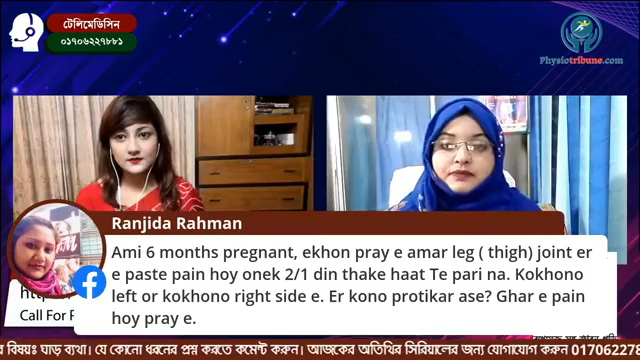 টেলিমেডিসিন
০১৭০৬২২৭৮৮১
Physiotribune.com
Ranjida Rahman
Ami 6 months pregnant, ekhon pray e amar leg ( thigh) joint er
e paste pain hoy onek 2/1 din thake haat Te pari na. Kokhono
left or kokhono right side e. Er kono protikar ase? Ghar e pain
hoy pray e.
Call For P
বিষয়ঃ ঘাড় ব্যথা। যে কোনো ধরনের প্রশ্ন করতে কমেন্ট করুন। আজকের অতিথির সিরিয়ালের জন্য যোগাযোগ করুন 01706227